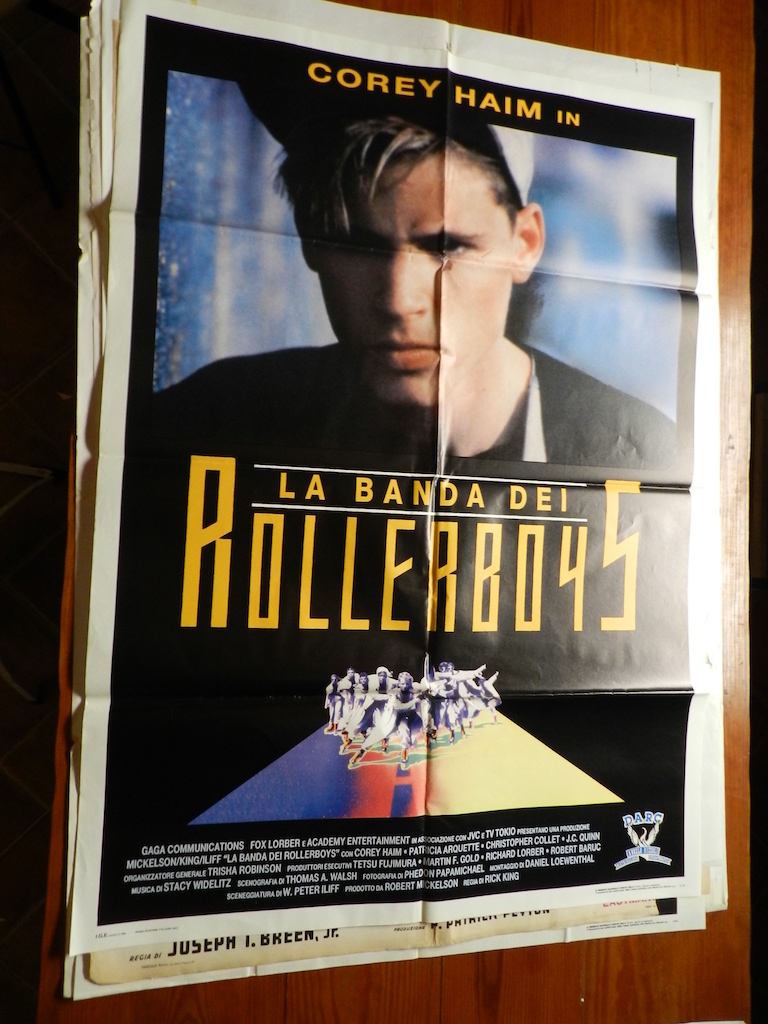 COREY HAIM IN
LA BANDA DEI
ROLLERBOYS
GAGA COMMUNICATIONS FOX LORBER E ACADEMY ENTERTAINMENT IN ASSOCIAZIONE CON JVC E TV TOKIO PRESENTANO UNA PRODUZIONE
MICKELSON/KING/ILIFF "LA BANDA DEI ROLLERBOYS" CON COREY HAIM • PATRICIA ARQUETTE • CHRISTOPHER COLLET • J.C. QUINN
ORGANIZZATORE GENERALE TRISHA ROBINSON PRODUTTORI ESECUTIVI TETSU FUJIMURA • MARTIN F. GOLD • RICHARD LORBER • ROBERT BARUC
MUSICA DI STACY WIDELITZ SCENOGRAFIA DI THOMAS A. WALSH FOTOGRAFIA DI PHEDON PAPAMICHAEL MONTAGGIO DI DANIEL LOEWENTHAL
SCENEGGIATURA DI W. PETER ILIFF PRODOTTO DA ROBERT MICKELSON REGIA DI RICK KING
DARC
REGIA DI JOSEPH I. BREEN, JR. PRODUZIONE PATRICK PEYTON